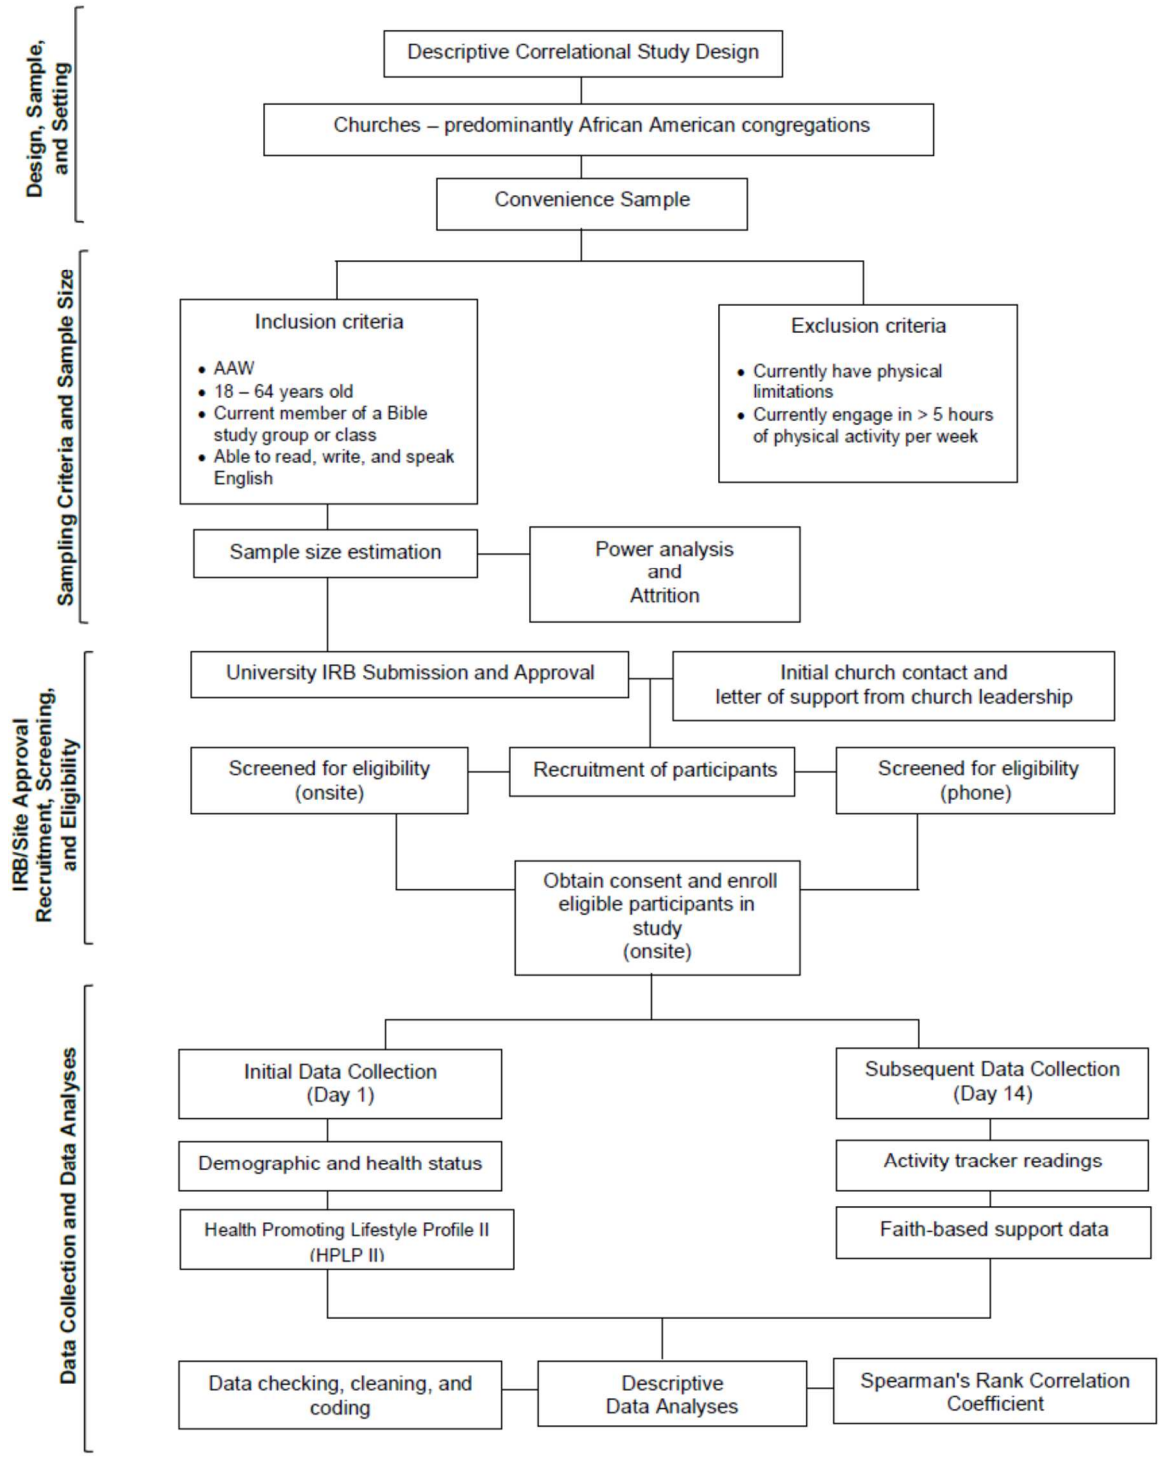 Design, Sample,
and Setting
Descriptive Correlational Study Design
Churches – predominantly African American congregations
Convenience Sample
Sampling Criteria and Sample Size
Inclusion criteria
• AAW
• 18 – 64 years old
• Current member of a Bible
study group or class
• Able to read, write, and speak
English
Exclusion criteria
• Currently have physical
limitations
• Currently engage in > 5 hours
of physical activity per week
Sample size estimation
Power analysis
and
Attrition
IRB/Site Approval
Recruitment, Screening,
and Eligibility
University IRB Submission and Approval
Initial church contact and
letter of support from church leadership
Screened for eligibility
(onsite)
Recruitment of participants
Screened for eligibility
(phone)
Obtain consent and enroll
eligible participants in
study
(onsite)
Data Collection and Data Analyses
Initial Data Collection
(Day 1)
Demographic and health status
Health Promoting Lifestyle Profile II
(HPLP II)
Subsequent Data Collection
(Day 14)
Activity tracker readings
Faith-based support data
Data checking, cleaning, and
coding
Descriptive
Data Analyses
Spearman's Rank Correlation
Coefficient